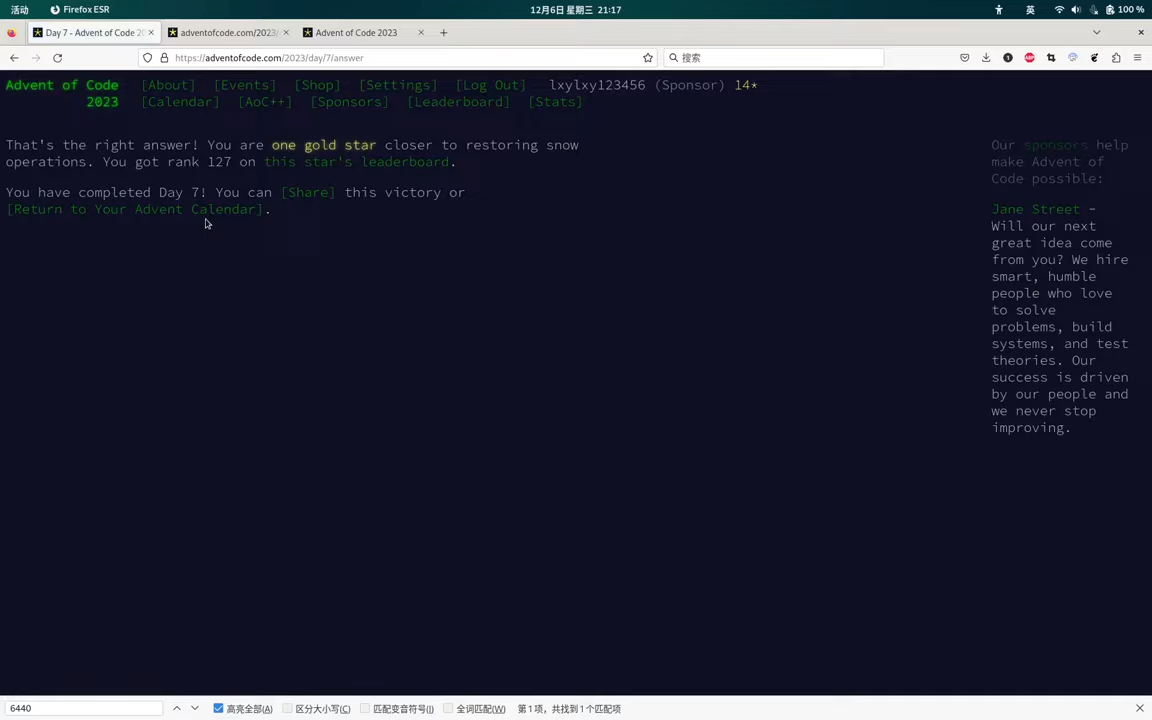 活动 Firefox ESR 12月6日 星期三 21:17 英 100 %
Day 7 - Advent of Code 20 adventofcode.com/2023/ Advent of Code 2023
https://adventofcode.com/2023/day/7/answer 搜索
Advent of Code [About] [Events] [Shop] [Settings] [Log Out] lxylxy123456 (Sponsor) 14*
2023 [Calendar] [AoC++] [Sponsors] [Leaderboard] [Stats]
That's the right answer! You are one gold star closer to restoring snow
operations. You got rank 127 on this star's leaderboard.
You have completed Day 7! You can [Share] this victory or
[Return to Your Advent Calendar].
Our sponsors help
make Advent of
Code possible:
Jane Street -
Will our next
great idea come
from you? We hire
smart, humble
people who love
to solve
problems, build
systems, and test
theories. Our
success is driven
by our people and
we never stop
improving.
6440 高亮全部(A) 区分大小写(C) 匹配变音符号(I) 全词匹配(W) 第1项，共找到1个匹配项